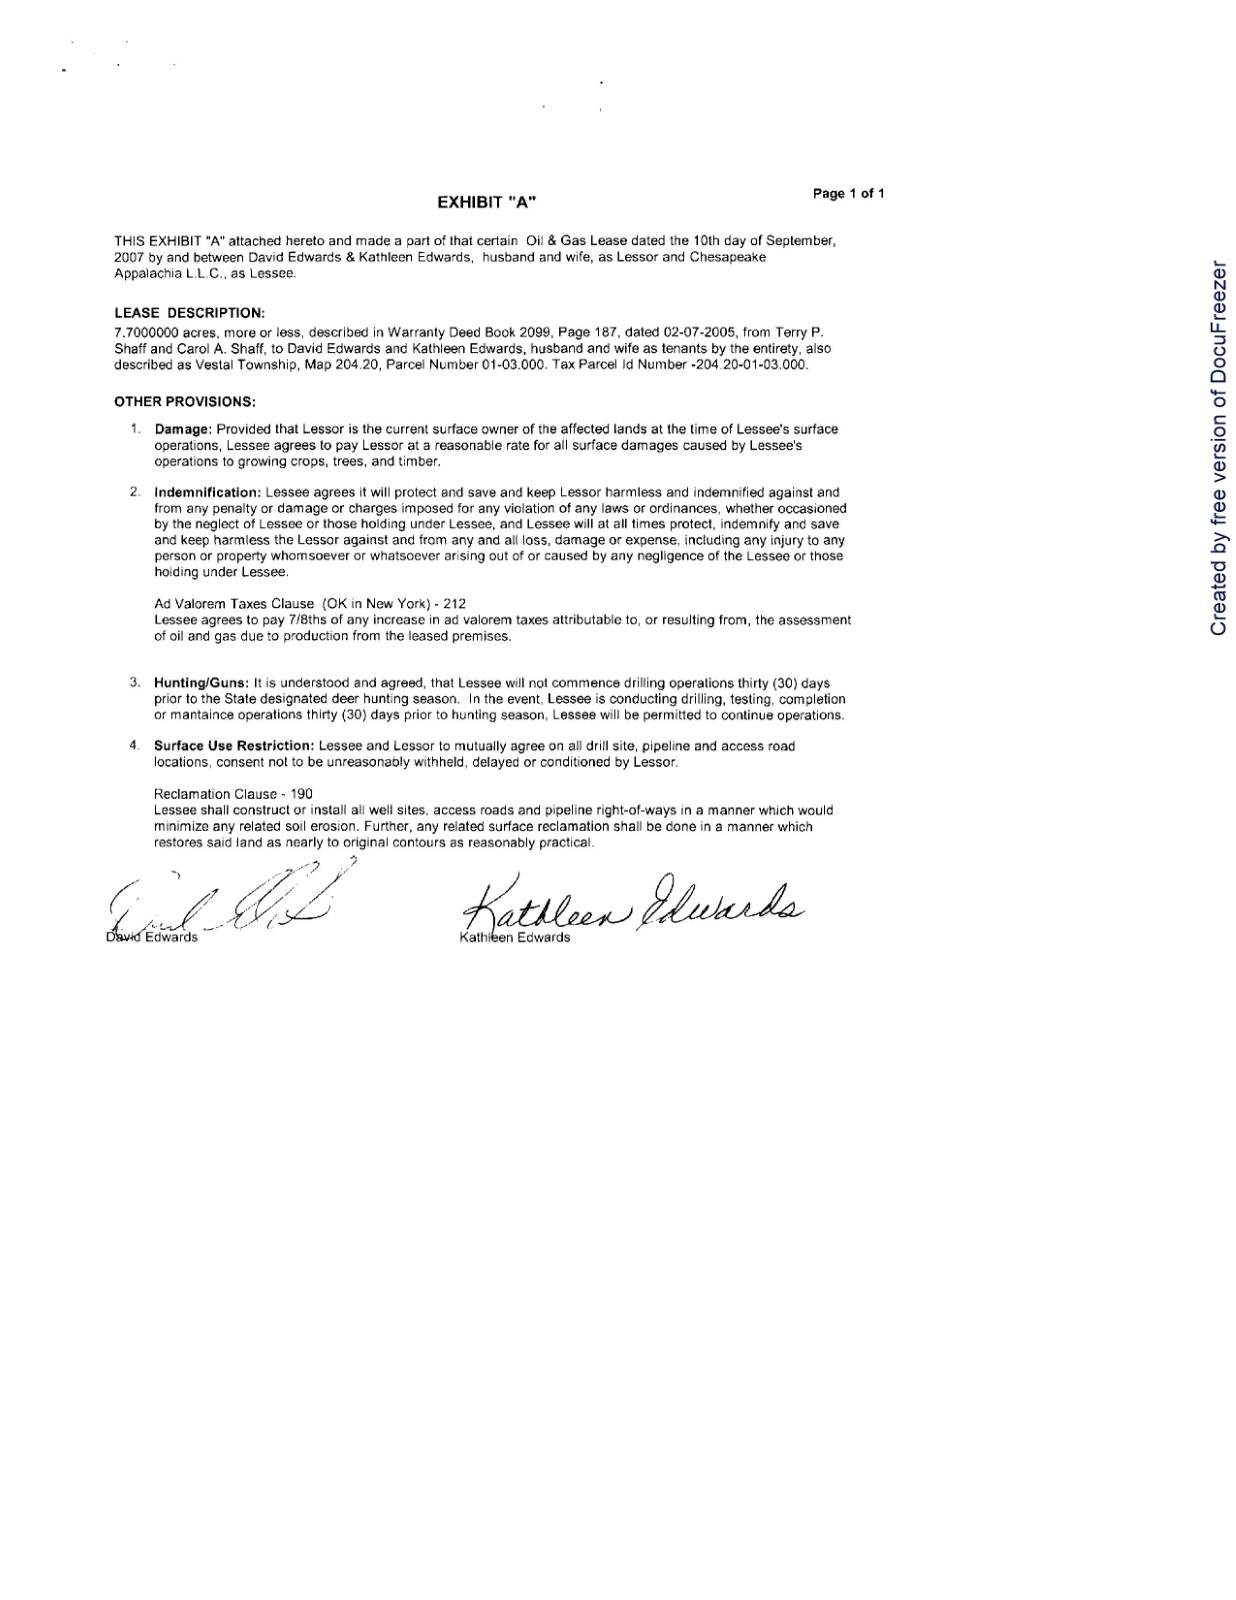 Page 1 of 1
EXHIBIT "A"
THIS EXHIBIT "A" attached hereto and made a part of that certain Oil & Gas Lease dated the 10th day of September,
2007 by and between David Edwards & Kathleen Edwards, husband and wife, as Lessor and Chesapeake
Appalachia L.L.C., as Lessee.
LEASE DESCRIPTION:
7.7000000 acres, more or less, described in Warranty Deed Book 2099, Page 187, dated 02-07-2005, from Terry P.
Shaff and Carol A. Shaff, to David Edwards and Kathleen Edwards, husband and wife as tenants by the entirety, also
described as Vestal Township, Map 204.20, Parcel Number 01-03.000. Tax Parcel Id Number -204.20-01-03.000.
OTHER PROVISIONS:
1. Damage: Provided that Lessor is the current surface owner of the affected lands at the time of Lessee's surface
operations, Lessee agrees to pay Lessor at a reasonable rate for all surface damages caused by Lessee's
operations to growing crops, trees, and timber.
2. Indemnification: Lessee agrees it will protect and save and keep Lessor harmless and indemnified against and
from any penalty or damage or charges imposed for any violation of any laws or ordinances, whether occasioned
by the neglect of Lessee or those holding under Lessee, and Lessee will at all times protect, indemnify and save
and keep harmless the Lessor against and from any and all loss, damage or expense, including any injury to any
person or property whomsoever or whatsoever arising out of or caused by any negligence of the Lessee or those
holding under Lessee.
Ad Valorem Taxes Clause (OK in New York) - 212
Lessee agrees to pay 7/8ths of any increase in ad valorem taxes attributable to, or resulting from, the assessment
of oil and gas due to production from the leased premises.
3. Hunting/Guns: It is understood and agreed, that Lessee will not commence drilling operations thirty (30) days
prior to the State designated deer hunting season. In the event, Lessee is conducting drilling, testing, completion
or mantaince operations thirty (30) days prior to hunting season, Lessee will be permitted to continue operations.
4. Surface Use Restriction: Lessee and Lessor to mutually agree on all drill site, pipeline and access road
locations, consent not to be unreasonably withheld, delayed or conditioned by Lessor.
Reclamation Clause - 190
Lessee shall construct or install all well sites, access roads and pipeline right-of-ways in a manner which would
minimize any related soil erosion. Further, any related surface reclamation shall be done in a manner which
restores said land as nearly to original contours as reasonably practical.
Kathleen Edwards
David Edwards
Kathleen Edwards
Created by free version of DocuFreezer